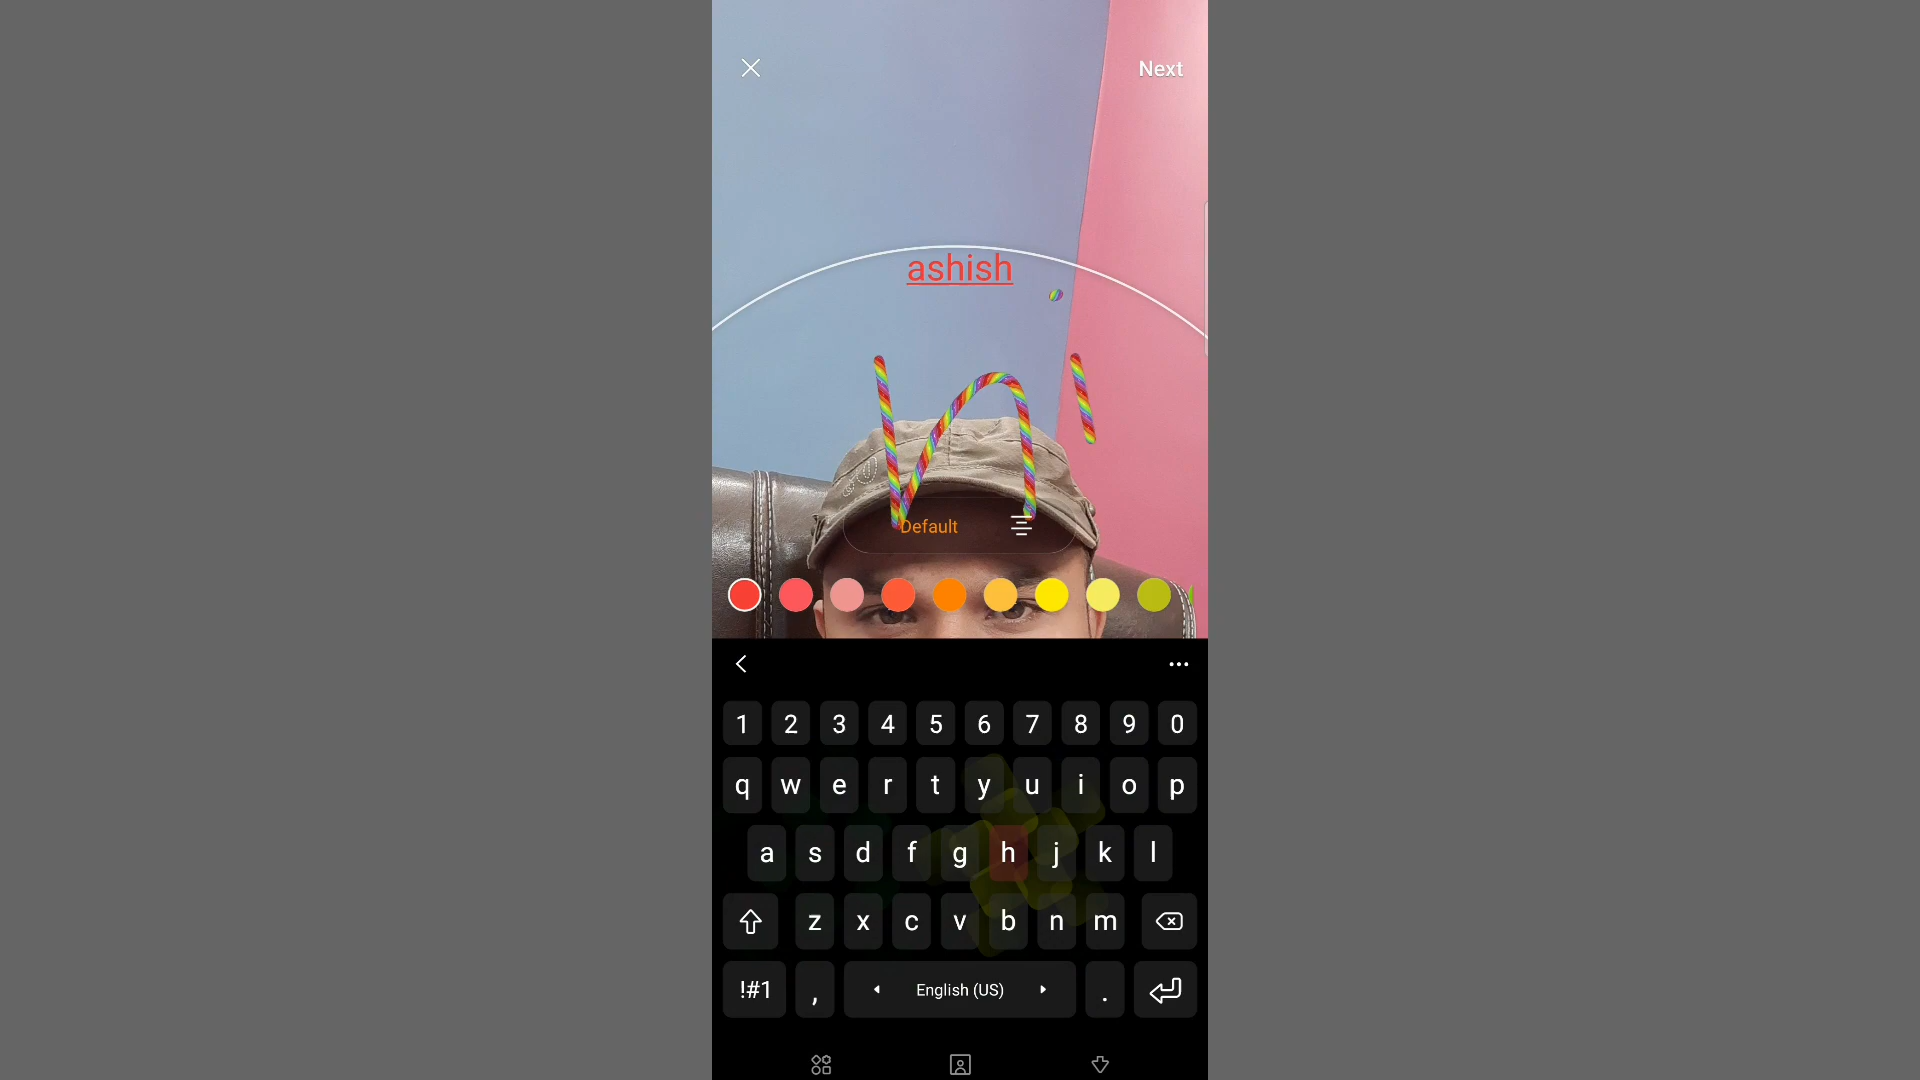 Next
ashish
Default
1 2 3 4 5 6 7 8 9 0
q w e r t y u i o p
a s d f g h j k l
z x c v b n m
!#1 , English (US) .